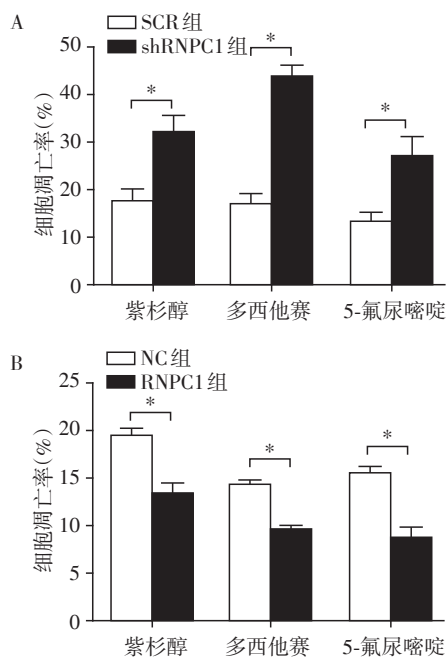 A
SCR组
shRNPC1组
细胞凋亡率(%)
50
40
30
20
10
0
*
*
*
紫杉醇
多西他赛
5-氟尿嘧啶
B
NC组
RNPC1组
细胞凋亡率(%)
25
20
15
10
5
0
*
*
*
紫杉醇
多西他赛
5-氟尿嘧啶